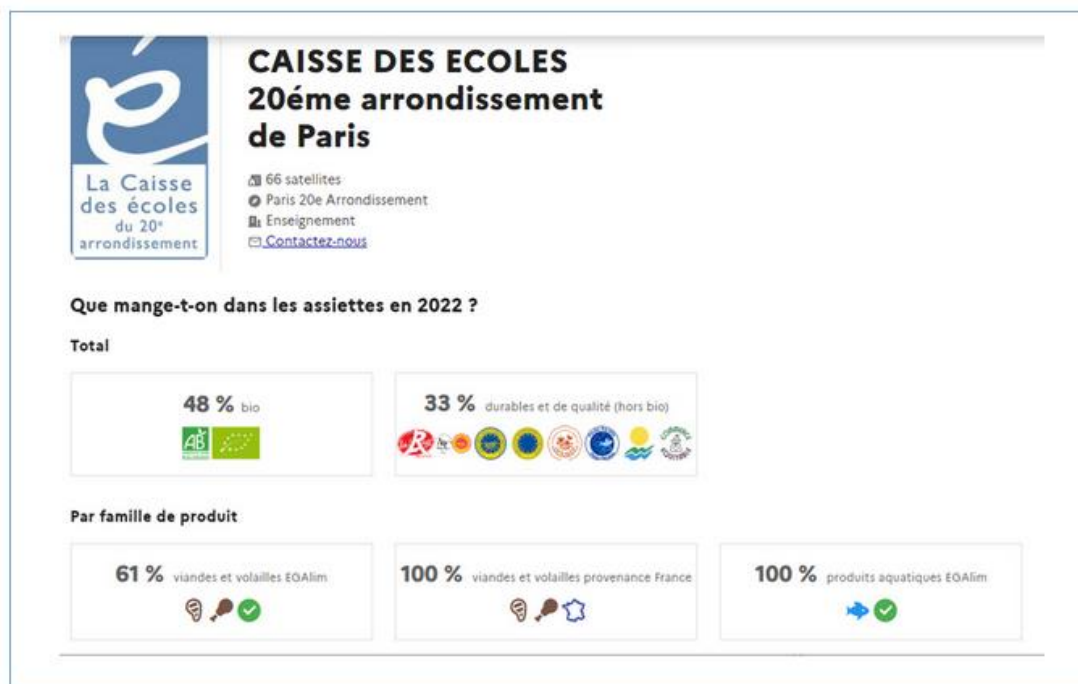 é
La Caisse
des écoles
du 20e
arrondissement
CAISSE DES ECOLES
20éme arrondissement
de Paris
66 satellites
Paris 20e Arrondissement
Enseignement
Contactez-nous
Que mange-t-on dans les assiettes en 2022 ?
Total
48 % bio
AB
33 % durables et de qualité (hors bio)
COMMERCE
EQUITABLE
Par famille de produit
61 % viandes et volailles EGAlim
100 % viandes et volailles provenance France
100 % produits aquatiques EGAlim